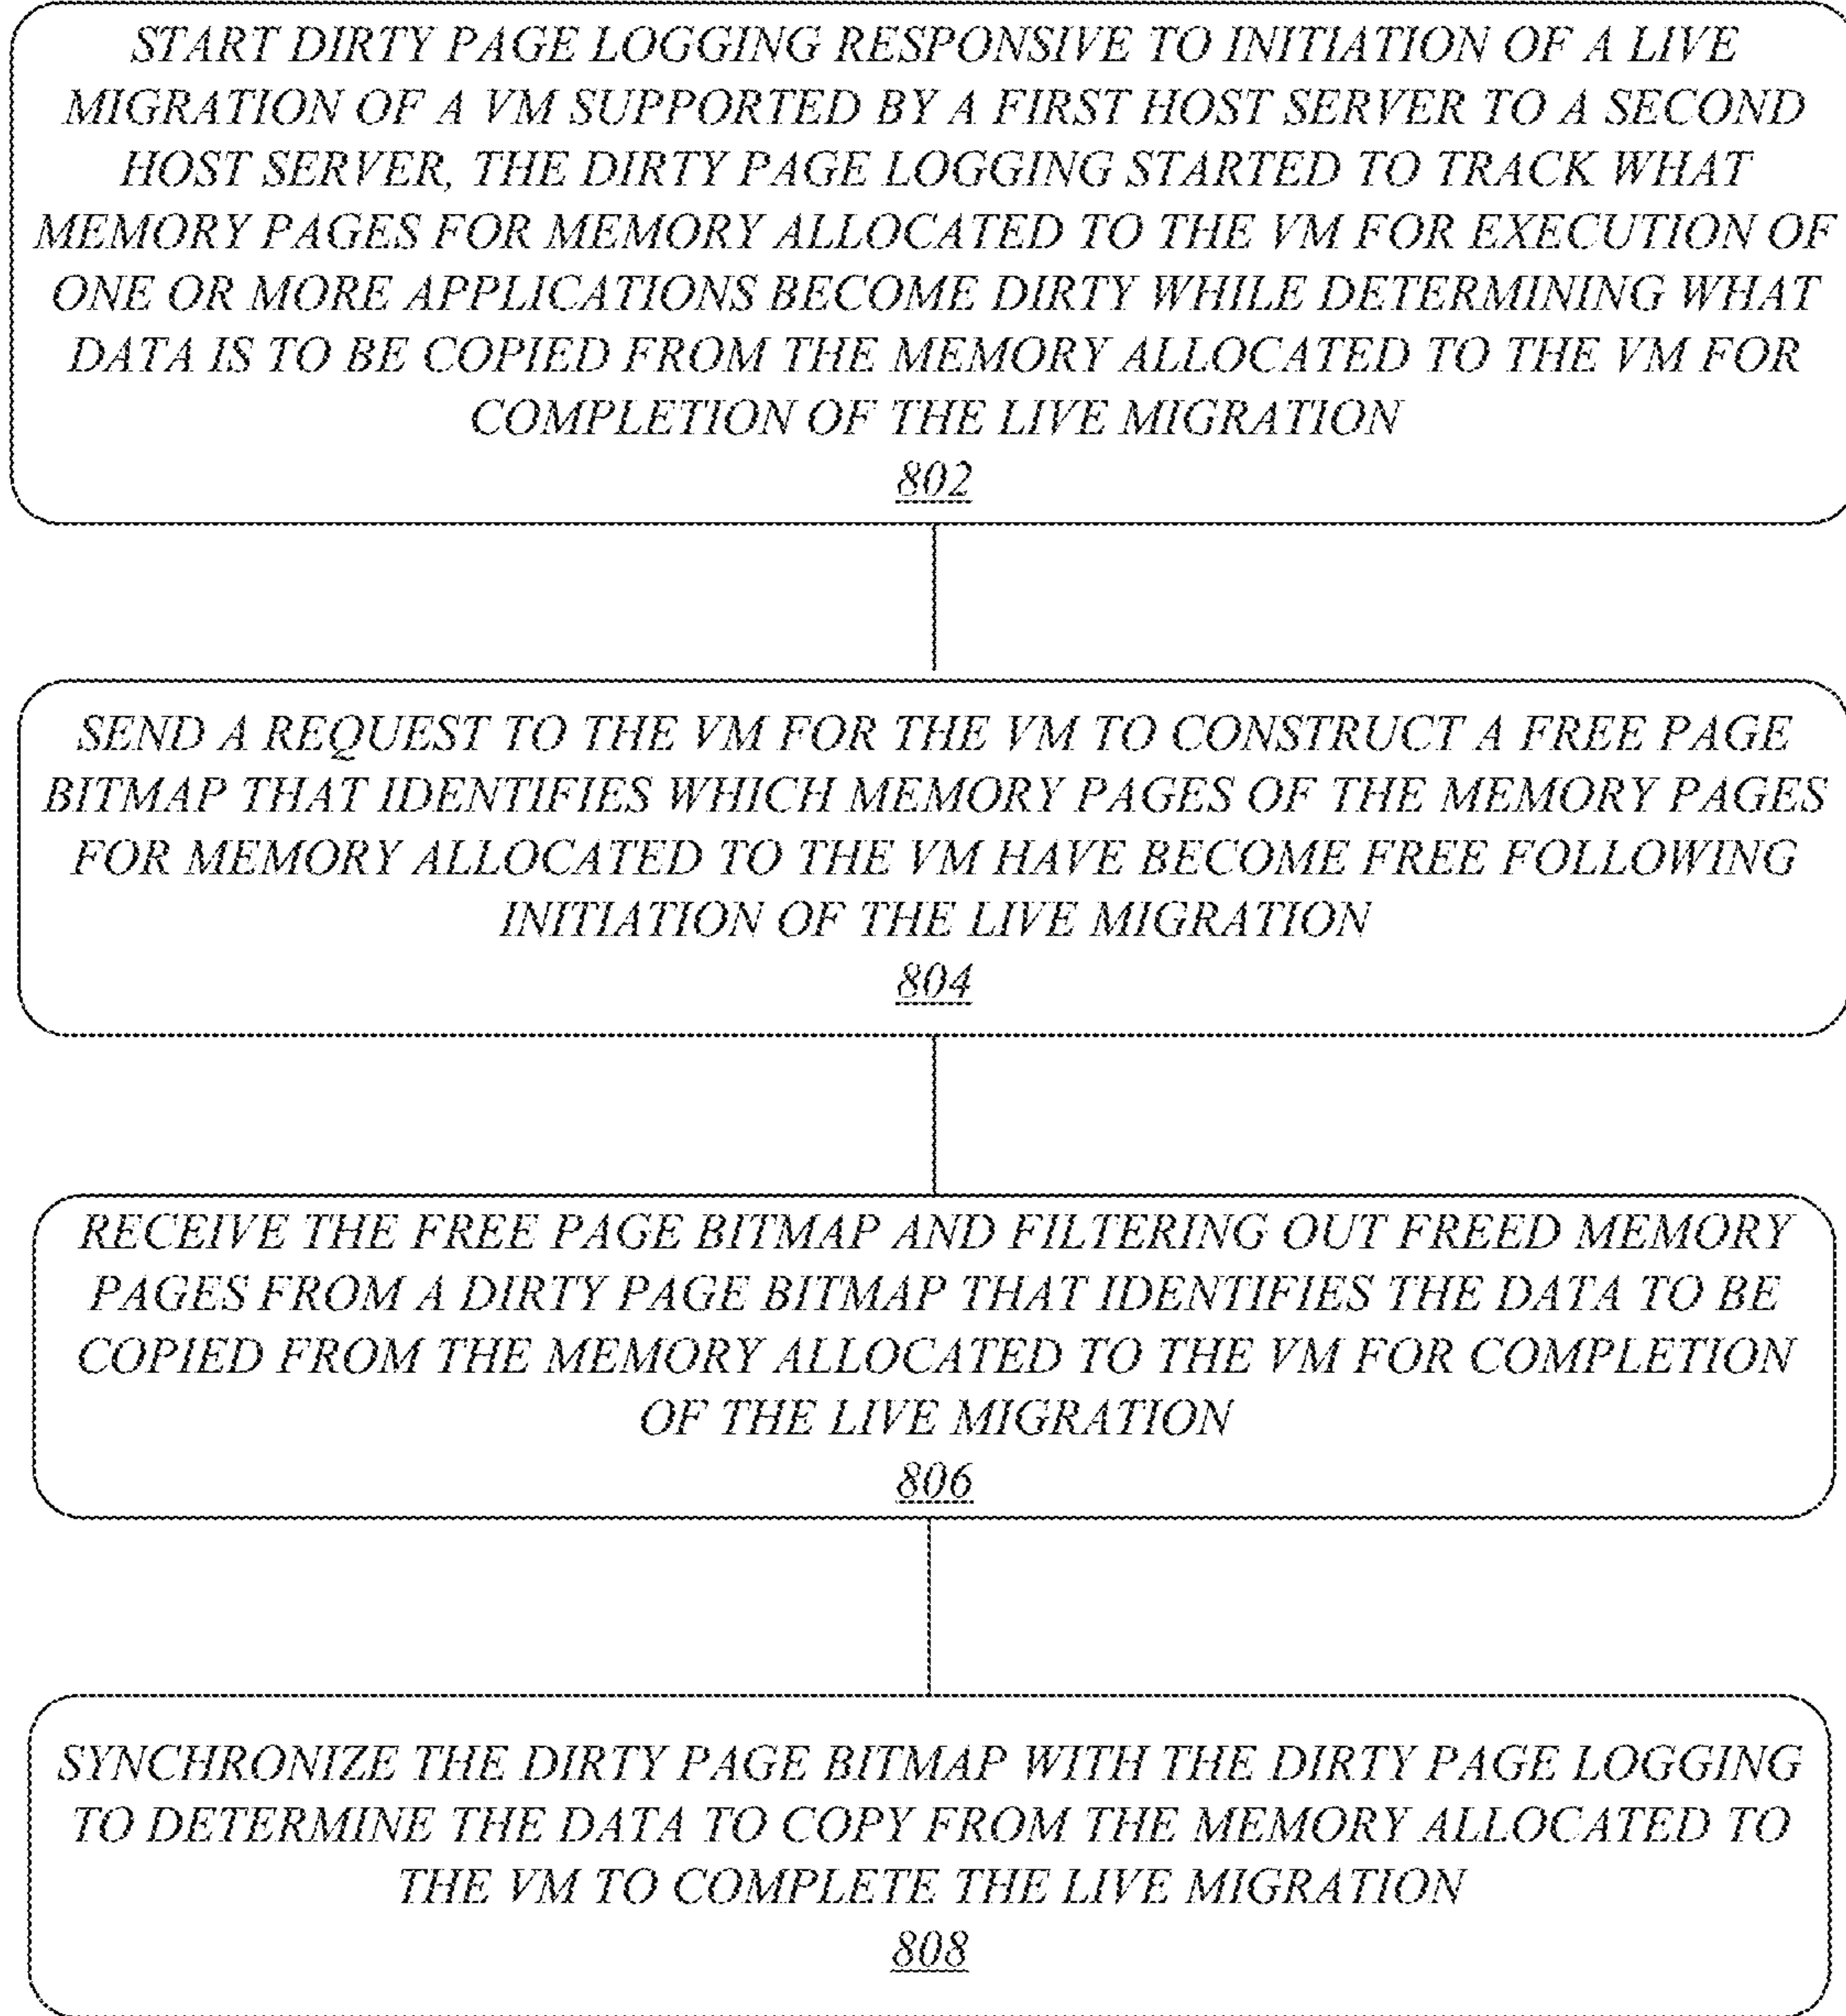 START DIRTY PAGE LOGGING RESPONSIVE TO INITIATION OF A LIVE
MIGRATION OF A VM SUPPORTED BY A FIRST HOST SERVER TO A SECOND
HOST SERVER, THE DIRTY PAGE LOGGING STARTED TO TRACK WHAT
MEMORY PAGES FOR MEMORY ALLOCATED TO THE VM FOR EXECUTION OF
ONE OR MORE APPLICATIONS BECOME DIRTY WHILE DETERMINING WHAT
DATA IS TO BE COPIED FROM THE MEMORY ALLOCATED TO THE VM FOR
COMPLETION OF THE LIVE MIGRATION
802
SEND A REQUEST TO THE VM FOR THE VM TO CONSTRUCT A FREE PAGE
BITMAP THAT IDENTIFIES WHICH MEMORY PAGES OF THE MEMORY PAGES
FOR MEMORY ALLOCATED TO THE VM HAVE BECOME FREE FOLLOWING
INITIATION OF THE LIVE MIGRATION
804
RECEIVE THE FREE PAGE BITMAP AND FILTERING OUT FREED MEMORY
PAGES FROM A DIRTY PAGE BITMAP THAT IDENTIFIES THE DATA TO BE
COPIED FROM THE MEMORY ALLOCATED TO THE VM FOR COMPLETION
OF THE LIVE MIGRATION
806
SYNCHRONIZE THE DIRTY PAGE BITMAP WITH THE DIRTY PAGE LOGGING
TO DETERMINE THE DATA TO COPY FROM THE MEMORY ALLOCATED TO
THE VM TO COMPLETE THE LIVE MIGRATION
808